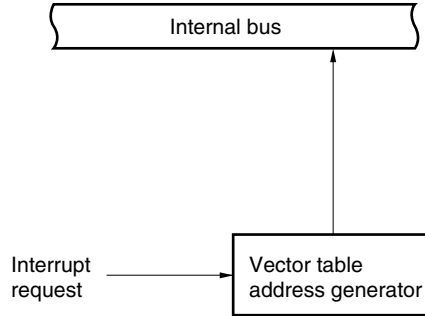 Internal bus
Interrupt
request
Vector table
address generator